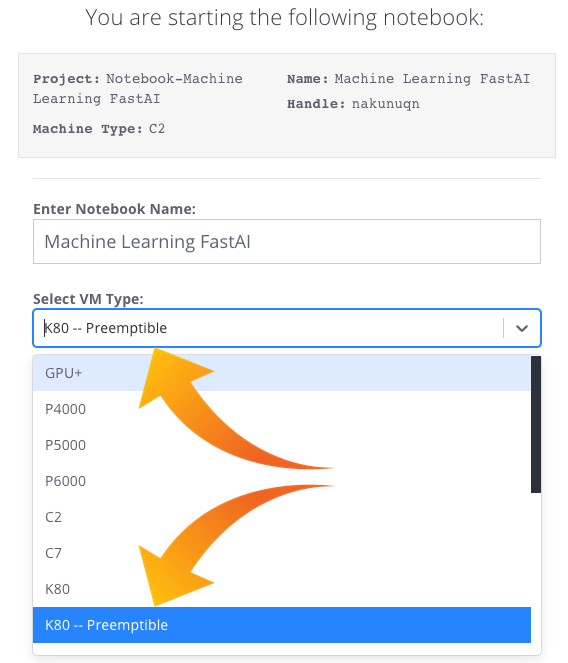 You are starting the following notebook:
Project: Notebook-Machine Learning FastAI
Name: Machine Learning FastAI
Handle: nakunuqn
Machine Type: C2
Enter Notebook Name:
Machine Learning FastAI
Select VM Type:
K80 -- Preemptible
GPU+
P4000
P5000
P6000
C2
C7
K80
K80 -- Preemptible